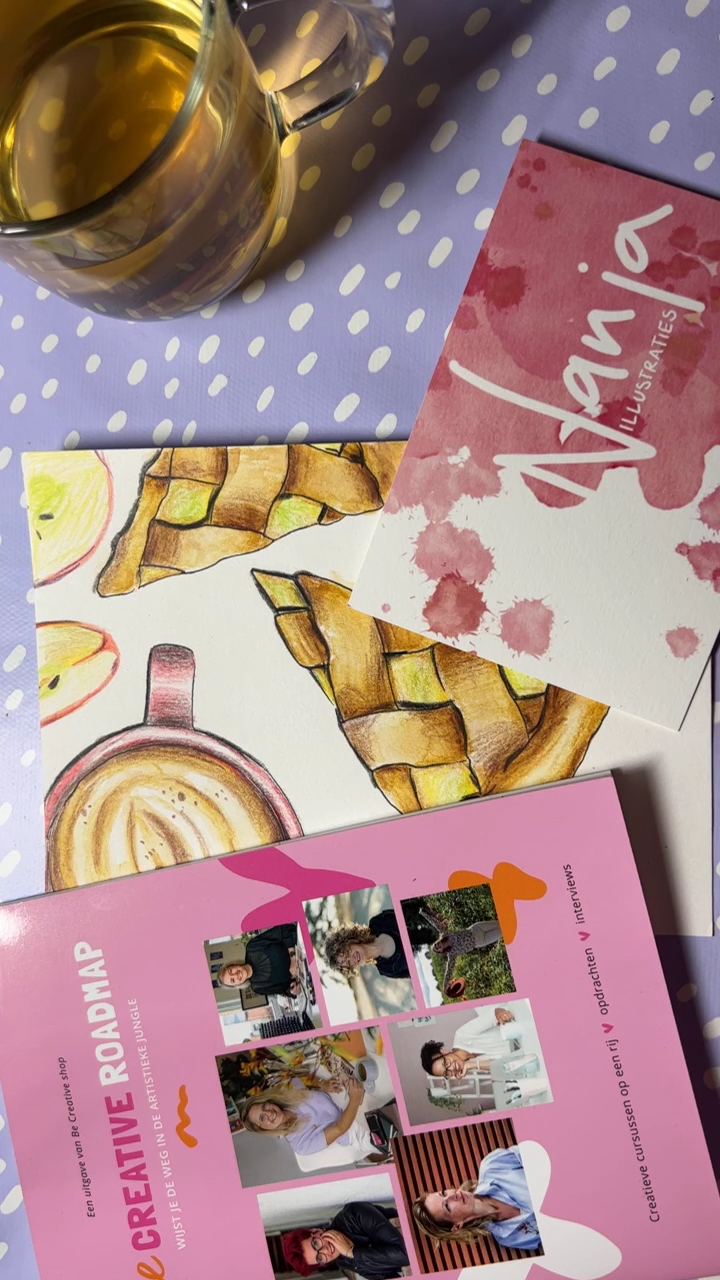 Hanja
ILLUSTRATIES
Een uitgave van Be Creative shop
CREATIVE ROADMAP
WIJST JE DE WEG IN DE ARTISTIEKE JUNGLE
Creatieve cursussen op een rij opdrachten interviews